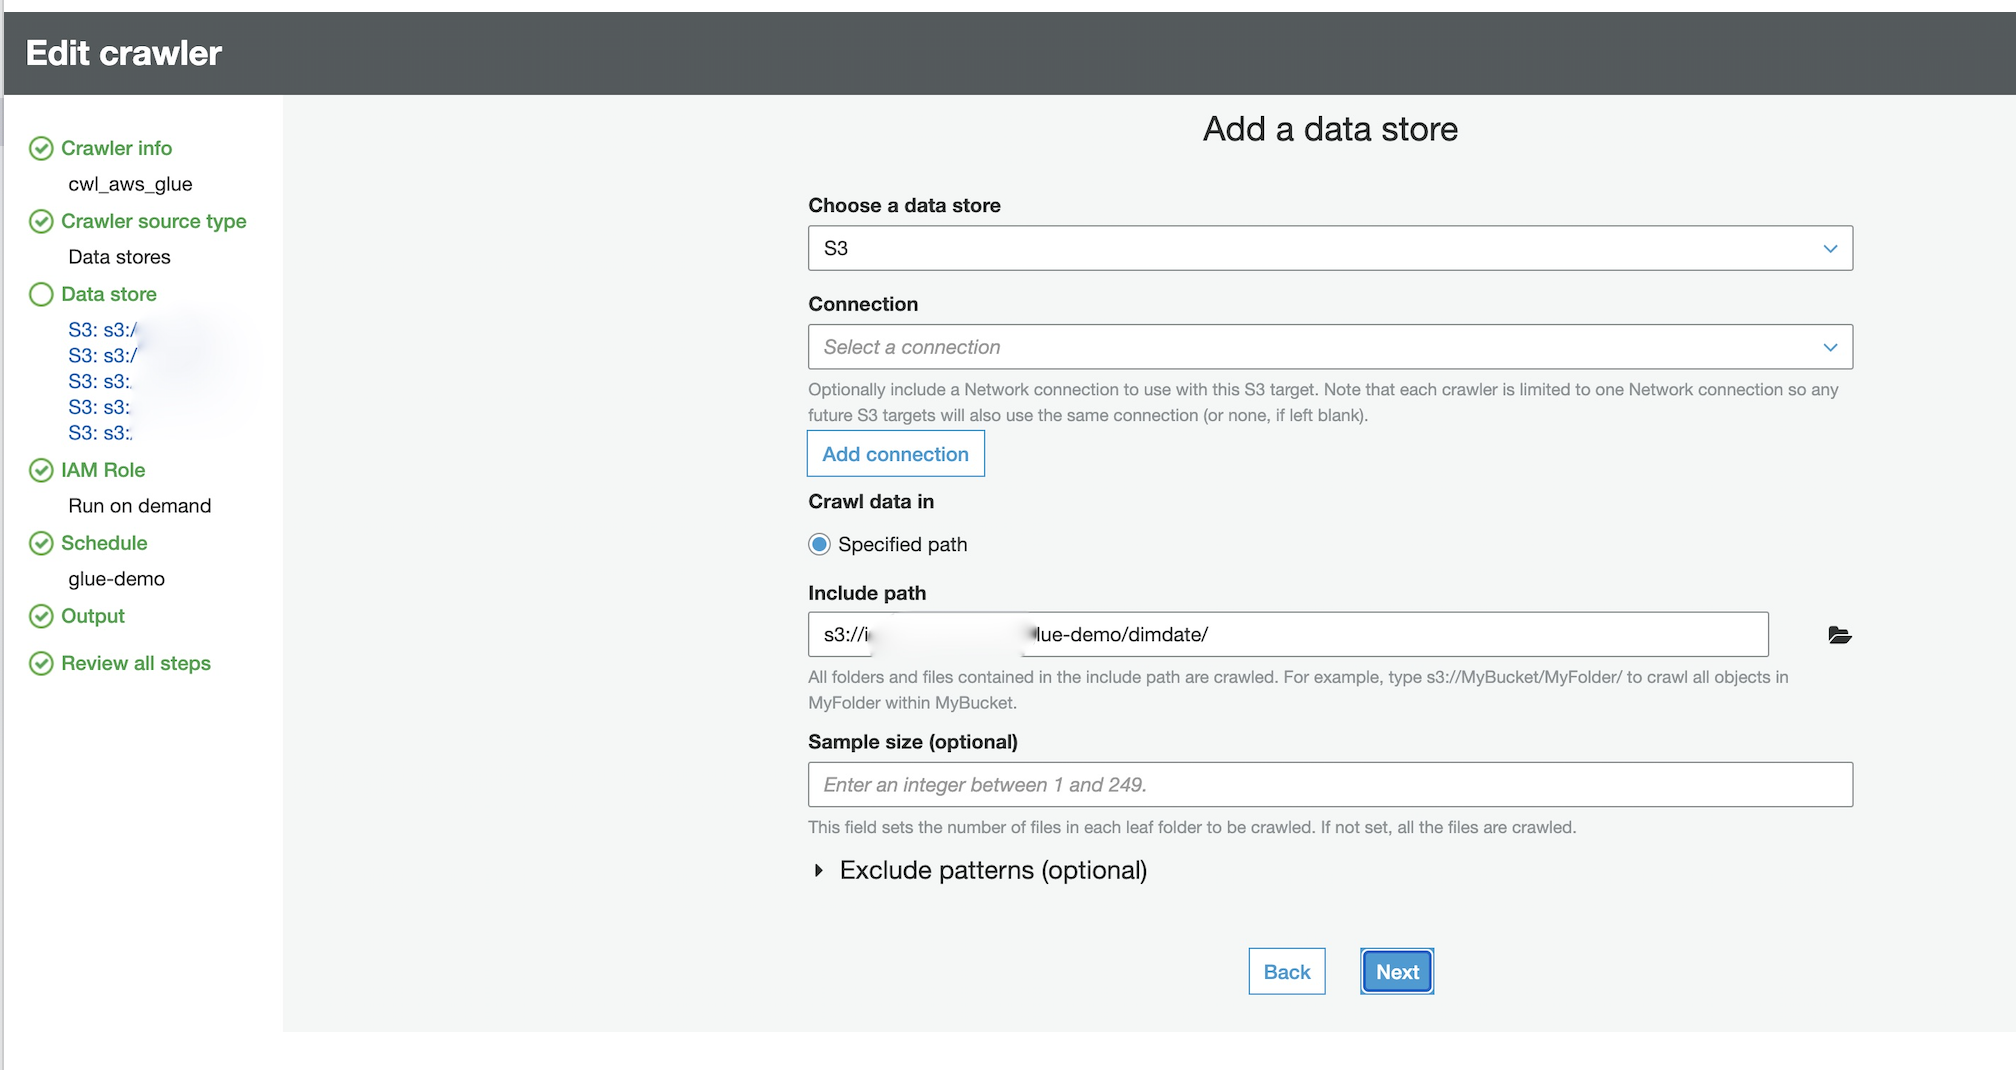 Edit crawler
Crawler info
cwl_aws_glue
Crawler source type
Data stores
Data store
S3: s3:/
S3: s3:/
S3: s3:
S3: s3:
S3: s3:
IAM Role
Run on demand
Schedule
glue-demo
Output
Review all steps
Add a data store
Choose a data store
S3
Connection
Select a connection
Optionally include a Network connection to use with this S3 target. Note that each crawler is limited to one Network connection so any
future S3 targets will also use the same connection (or none, if left blank).
Add connection
Crawl data in
Specified path
Include path
s3://i lue-demo/dimdate/
All folders and files contained in the include path are crawled. For example, type s3://MyBucket/MyFolder/ to crawl all objects in
MyFolder within MyBucket.
Sample size (optional)
Enter an integer between 1 and 249.
This field sets the number of files in each leaf folder to be crawled. If not set, all the files are crawled.
Exclude patterns (optional)
Back
Next